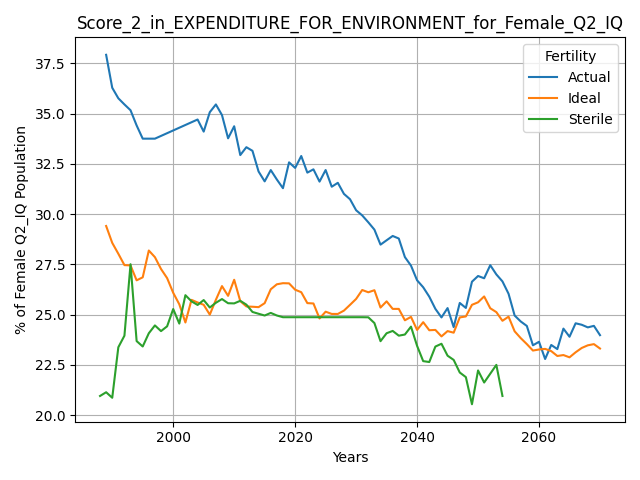 Score_2_in_EXPENDITURE_FOR_ENVIRONMENT_for_Female_Q2_IQ
Fertility
Actual
Ideal
Sterile
% of Female Q2_IQ Population
37.5
35.0
32.5
30.0
27.5
25.0
22.5
20.0
2000
2020
2040
2060
Years